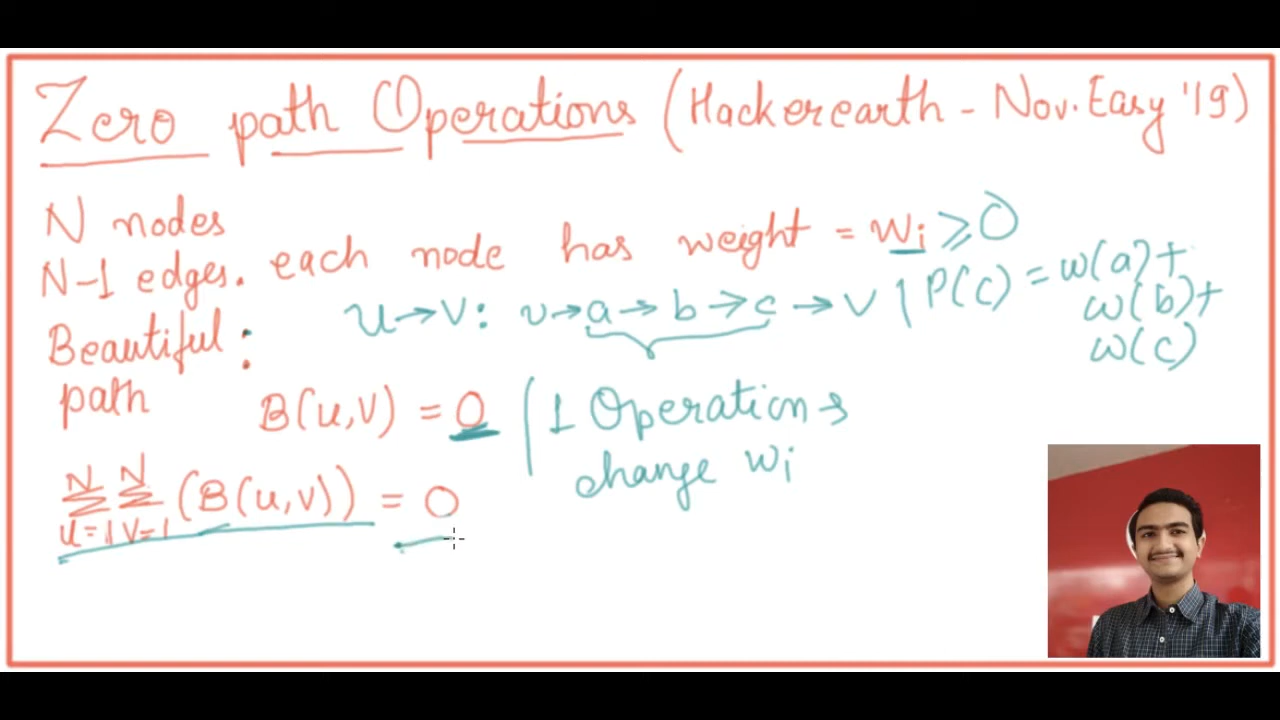 Zero path Operations (Hackerearth - Nov. Easy '19)
N nodes
N-1 edges. each node has weight = wi ≥ 0
Beautiful : u → v : v → a → b → c → v | P(c) = w(a) + w(b) + w(c)
path B(u,v) = 0 | 1 Operation →
change wi
N∑u=1 N∑v=1 (B(u,v)) = 0